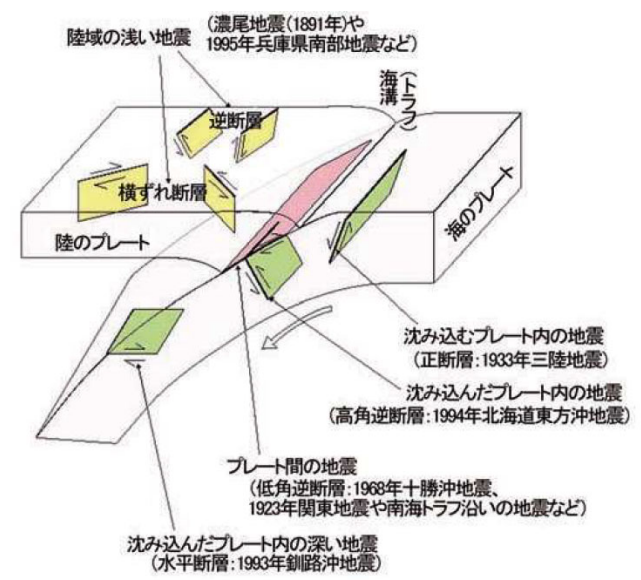 陸域の浅い地震
(濃尾地震(1891年)や
1995年兵庫県南部地震など)
海溝
(トラフ)
逆断層
横ずれ断層
陸のプレート
海のプレート
沈み込むプレート内の地震
(正断層:1933年三陸地震)
沈み込んだプレート内の地震
(高角逆断層:1994年北海道東方沖地震)
プレート間の地震
(低角逆断層:1968年十勝沖地震、
1923年関東地震や南海トラフ沿いの地震など)
沈み込んだプレート内の深い地震
(水平断層:1993年釧路沖地震)